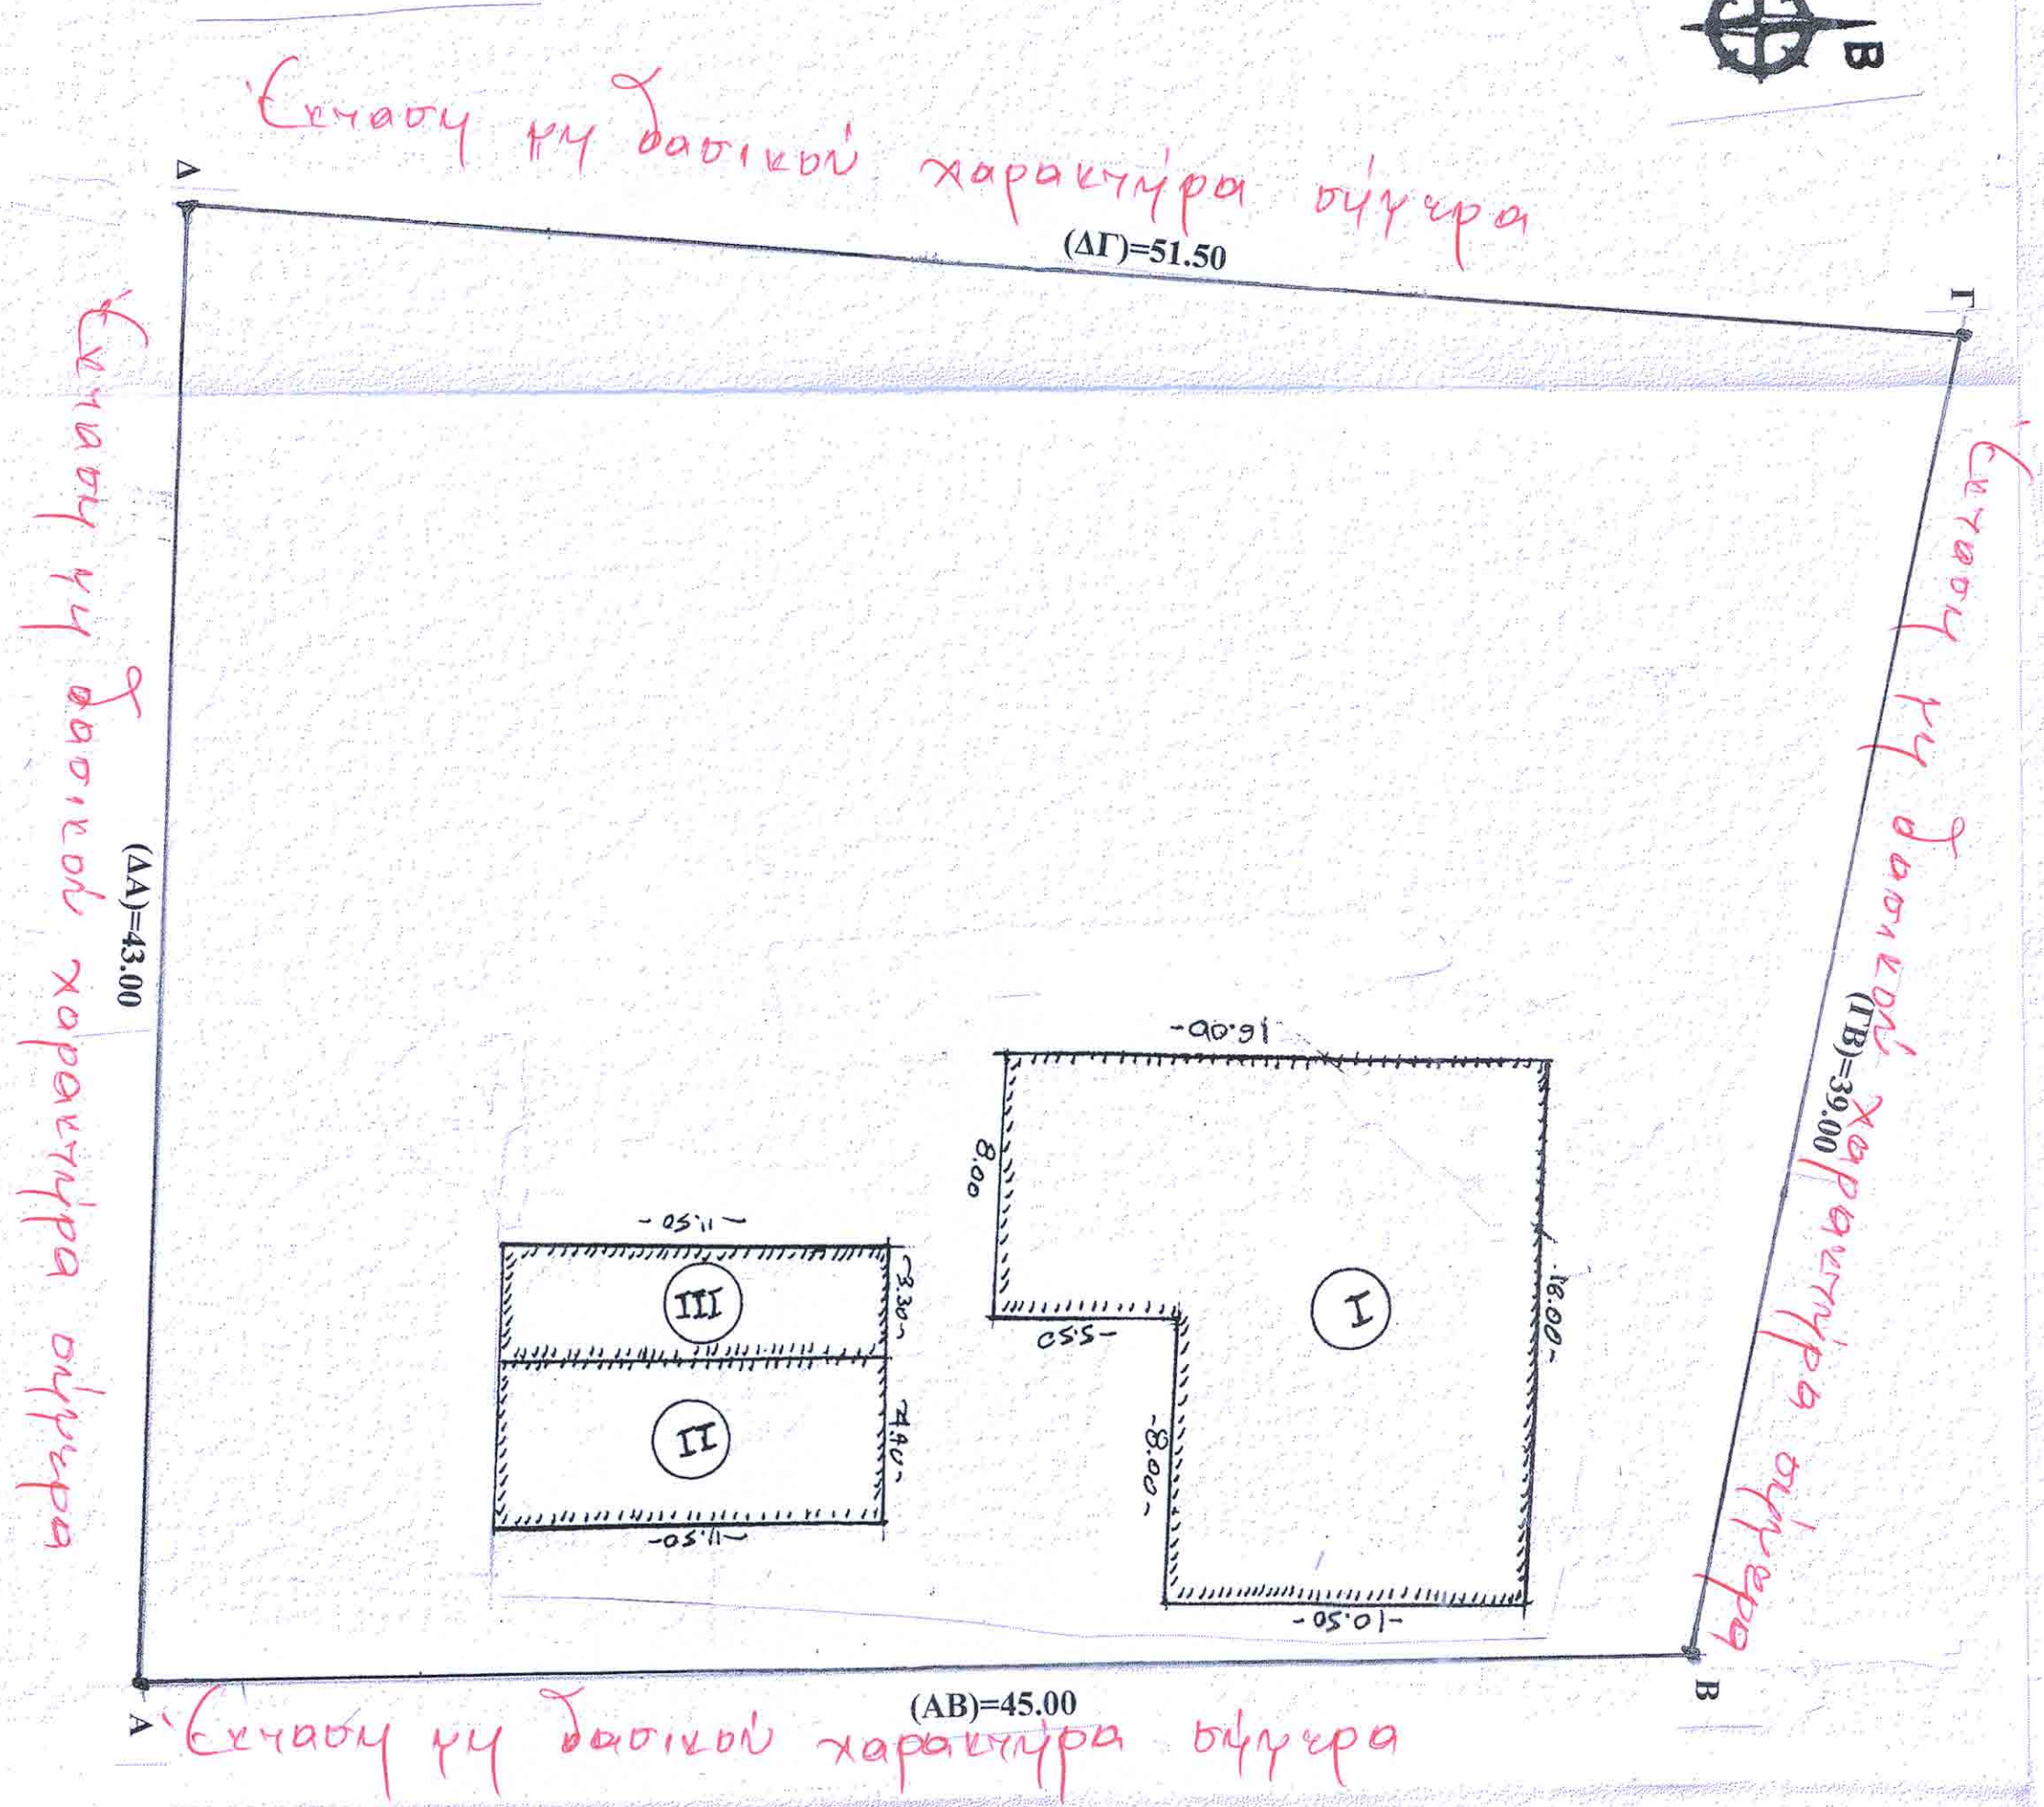 Β
Έκταση μη δασικού χαρακτήρα σήμερα
Δ
(ΔΓ)=51.50
Γ
Έκταση μη δασικού χαρακτήρα σήμερα
(ΔΑ)=43.00
Έκταση μη δασικού χαρακτήρα σήμερα
(ΓΒ)=39.00
16.00-
8.00
-16.00-
I
-5.50
-8.00-
-10.50-
-11.50-
-3.30-
III
4.90-
II
-11.50-
Α
(ΑΒ)=45.00
Β
Έκταση μη δασικού χαρακτήρα σήμερα